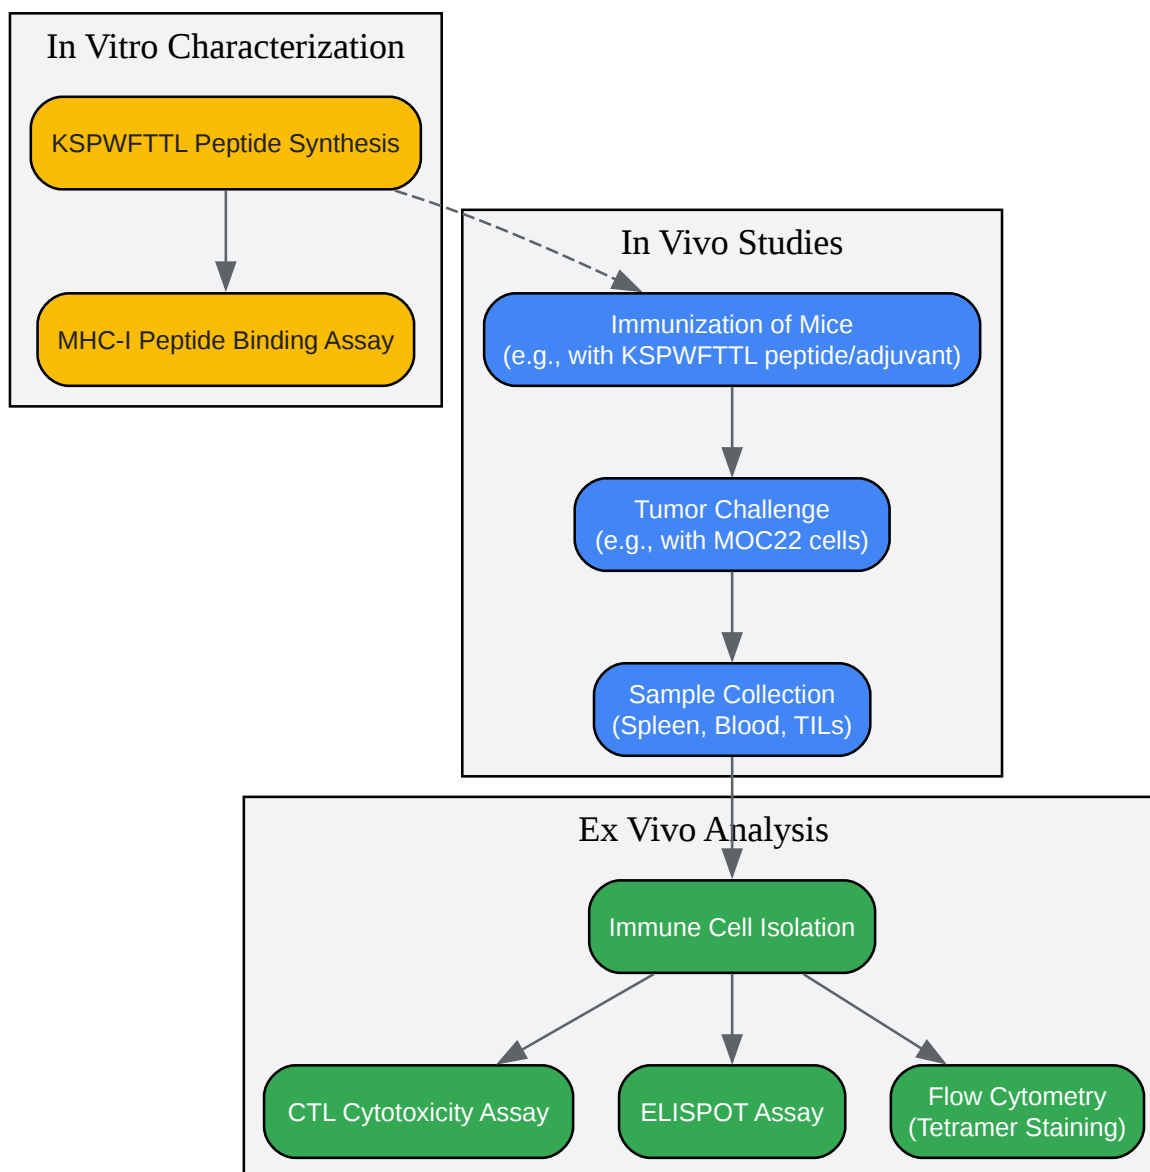 In Vitro Characterization
KSPWFTTL Peptide Synthesis
MHC-I Peptide Binding Assay
In Vivo Studies
Immunization of Mice
(e.g., with KSPWFTTL peptide/adjuvant)
Tumor Challenge
(e.g., with MOC22 cells)
Sample Collection
(Spleen, Blood, TILs)
Ex Vivo Analysis
Immune Cell Isolation
CTL Cytotoxicity Assay
ELISPOT Assay
Flow Cytometry
(Tetramer Staining)